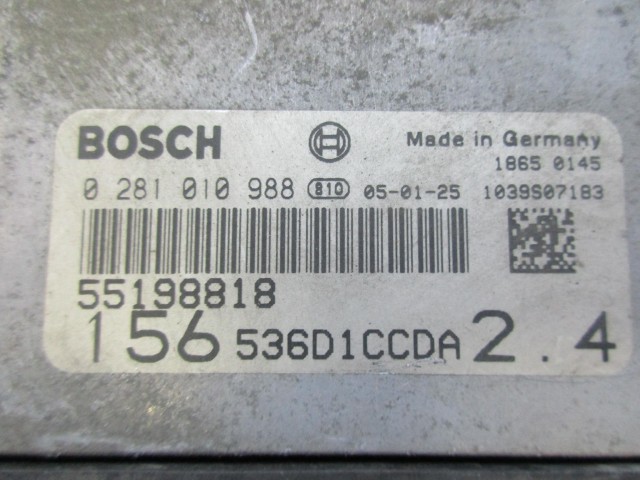 BOSCH Made in Germany
1865 0145
0 281 010 988 810 05-01-25 1039S07183
55198818
156 536D1CCDA 2.4